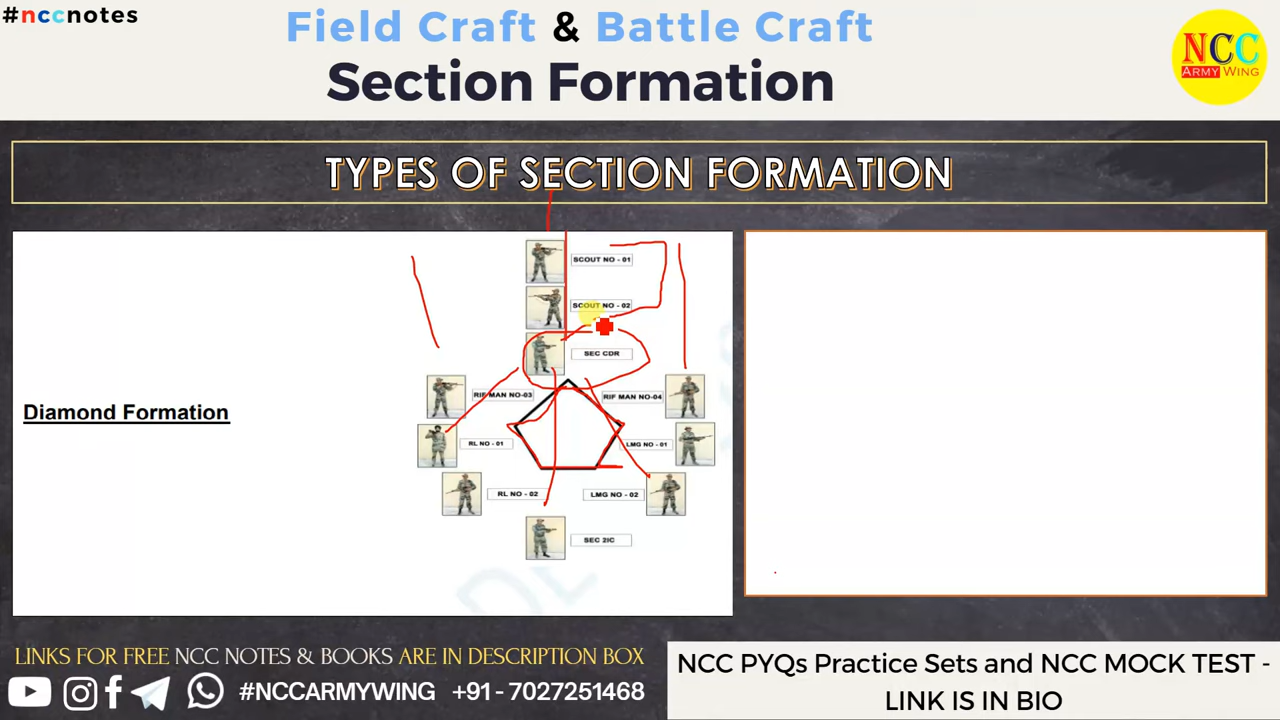 #nccnotes
Field Craft & Battle Craft
Section Formation
NCC
ARMY WING
TYPES OF SECTION FORMATION
SCOUT NO - 01
SCOUT NO - 02
SEC CDR
RIF MAN NO-03
RIF MAN NO-04
Diamond Formation
RL NO - 01
LMG NO - 01
RL NO - 02
LMG NO - 02
SEC 2IC
LINKS FOR FREE NCC NOTES & BOOKS ARE IN DESCRIPTION BOX
#NCCARMYWING +91 - 7027251468
NCC PYQs Practice Sets and NCC MOCK TEST -
LINK IS IN BIO